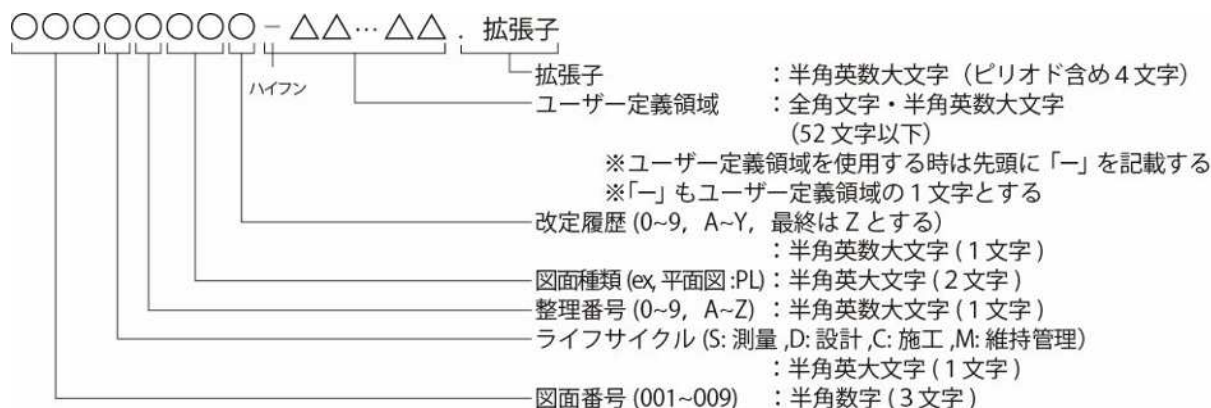 ○○○○○○○○－△△…△△．拡張子
ハイフン
拡張子　：半角英数大文字（ピリオド含め４文字）
ユーザー定義領域　：全角文字・半角英数大文字
（52 文字以下）
※ユーザー定義領域を使用する時は先頭に「－」を記載する
※「－」もユーザー定義領域の１文字とする
改定履歴 (0~9，A~Y，最終は Z とする）
：半角英数大文字 ( 1 文字 )
図面種類 (ex, 平面図 :PL)：半角英大文字 ( 2 文字 )
整理番号 (0~9，A~Z)：半角英数大文字 ( 1 文字 )
ライフサイクル (S: 測量 ,D: 設計 ,C: 施工 ,M: 維持管理）
：半角英大文字 ( 1 文字 )
図面番号 (001~009)　：半角数字 ( 3 文字 )